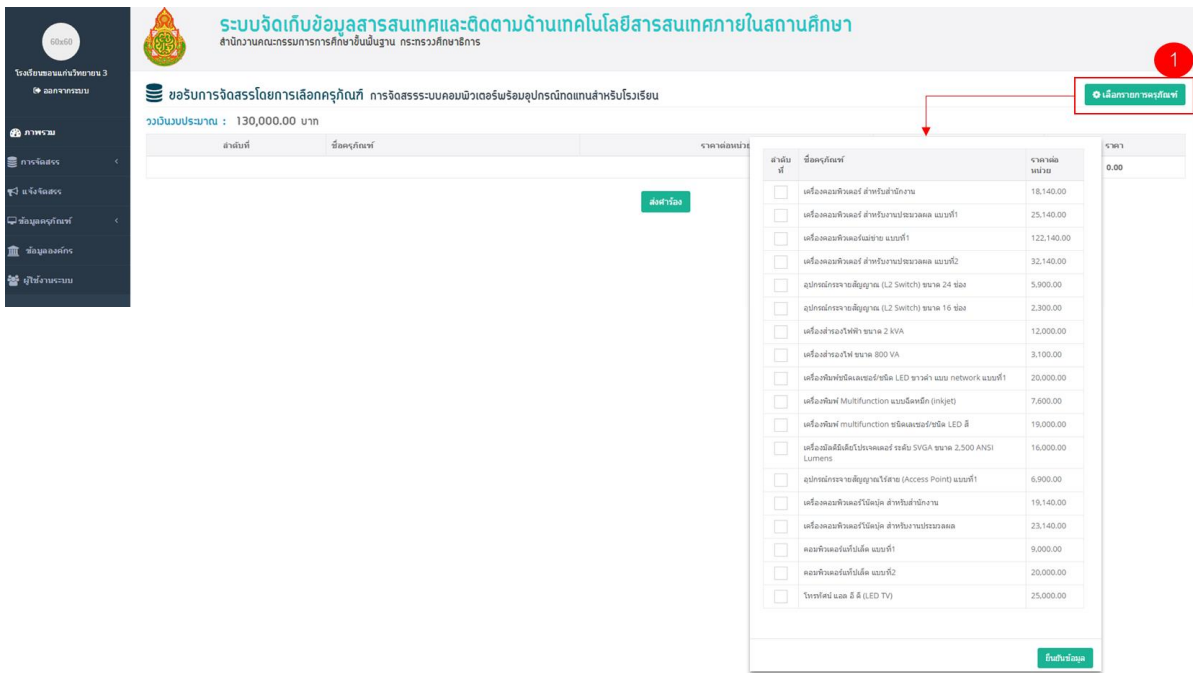 60x60
โรงเรียนขอนแก่นวิทยายน 3
ออกจากระบบ
ภาพรวม
การจัดสรร
แจ้งจัดสรร
ข้อมูลครุภัณฑ์
ข้อมูลองค์กร
ผู้ใช้งานระบบ
ระบบจัดเก็บข้อมูลสารสนเทศและติดตามด้านเทคโนโลยีสารสนเทศภายในสถานศึกษา
สำนักงานคณะกรรมการการศึกษาขั้นพื้นฐาน กระทรวงศึกษาธิการ
1
ขอรับการจัดสรรโดยการเลือกครุภัณฑ์ การจัดสรรระบบคอมพิวเตอร์พร้อมอุปกรณ์ทดแทนสำหรับโรงเรียน
เลือกรายการครุภัณฑ์
วงเงินงบประมาณ : 130,000.00 บาท
ลำดับที่ ชื่อครุภัณฑ์ ราคาต่อหน่วย ราคา
0.00
ส่งคำร้อง
ลำดับที่ ชื่อครุภัณฑ์ ราคาต่อหน่วย
เครื่องคอมพิวเตอร์ สำหรับสำนักงาน 18,140.00
เครื่องคอมพิวเตอร์ สำหรับงานประมวลผล แบบที่1 25,140.00
เครื่องคอมพิวเตอร์แม่ข่าย แบบที่1 122,140.00
เครื่องคอมพิวเตอร์ สำหรับงานประมวลผล แบบที่2 32,140.00
อุปกรณ์กระจายสัญญาณ (L2 Switch) ขนาด 24 ช่อง 5,900.00
อุปกรณ์กระจายสัญญาณ (L2 Switch) ขนาด 16 ช่อง 2,300.00
เครื่องสำรองไฟฟ้า ขนาด 2 kVA 12,000.00
เครื่องสำรองไฟ ขนาด 800 VA 3,100.00
เครื่องพิมพ์ชนิดเลเซอร์/ชนิด LED ขาวดำ แบบ network แบบที่1 20,000.00
เครื่องพิมพ์ Multifunction แบบฉีดหมึก (inkjet) 7,600.00
เครื่องพิมพ์ multifunction ชนิดเลเซอร์/ชนิด LED สี 19,000.00
เครื่องมัลติมีเดียโปรเจคเตอร์ ระดับ SVGA ขนาด 2,500 ANSI Lumens 16,000.00
อุปกรณ์กระจายสัญญาณไร้สาย (Access Point) แบบที่1 6,900.00
เครื่องคอมพิวเตอร์โน้ตบุ๊ค สำหรับสำนักงาน 19,140.00
เครื่องคอมพิวเตอร์โน้ตบุ๊ค สำหรับงานประมวลผล 23,140.00
คอมพิวเตอร์แท็ปเล็ต แบบที่1 9,000.00
คอมพิวเตอร์แท็ปเล็ต แบบที่2 20,000.00
โทรทัศน์ แอล อี ดี (LED TV) 25,000.00
ยืนยันข้อมูล